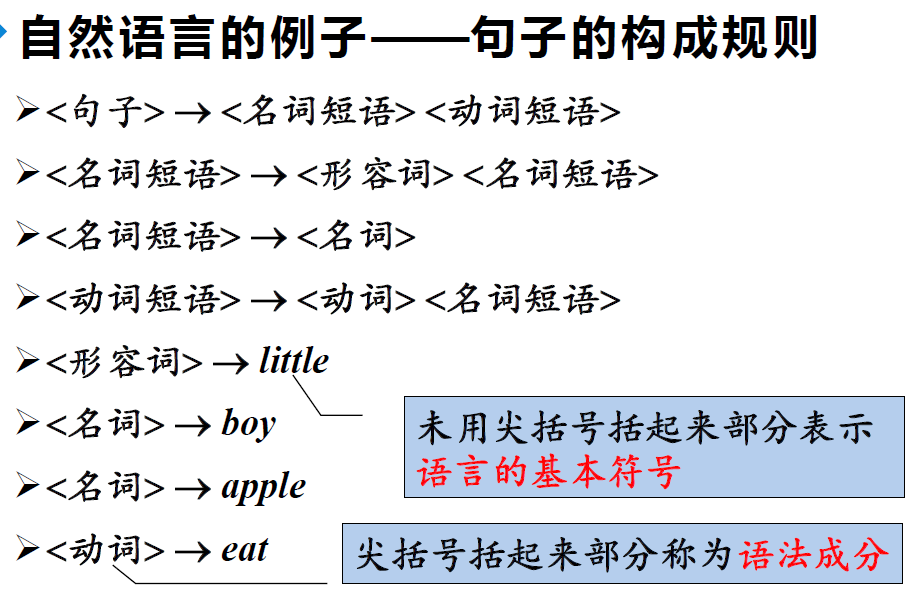 自然语言的例子——句子的构成规则
➢<句子> → <名词短语> <动词短语>
➢<名词短语> → <形容词> <名词短语>
➢<名词短语> → <名词>
➢<动词短语> → <动词> <名词短语>
➢<形容词> → little
➢<名词> → boy
➢<名词> → apple
➢<动词> → eat
未用尖括号括起来部分表示
语言的基本符号
尖括号括起来部分称为语法成分